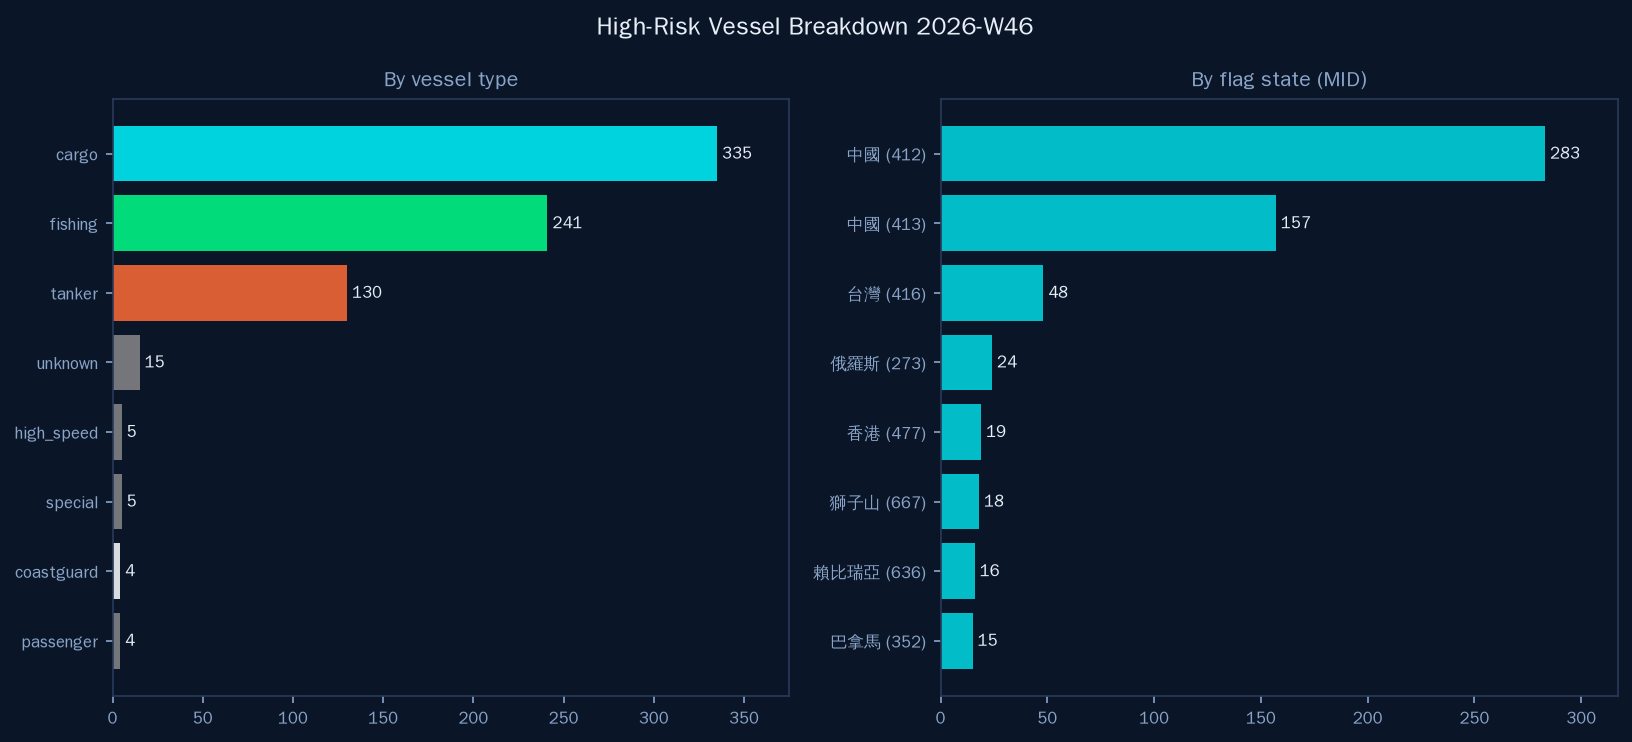 High-Risk Vessel Breakdown 2026-W46
By vessel type
cargo 335
fishing 241
tanker 130
unknown 15
high_speed 5
special 5
coastguard 4
passenger 4
0 50 100 150 200 250 300 350
By flag state (MID)
中國 (412) 283
中國 (413) 157
台灣 (416) 48
俄羅斯 (273) 24
香港 (477) 19
獅子山 (667) 18
賴比瑞亞 (636) 16
巴拿馬 (352) 15
0 50 100 150 200 250 300